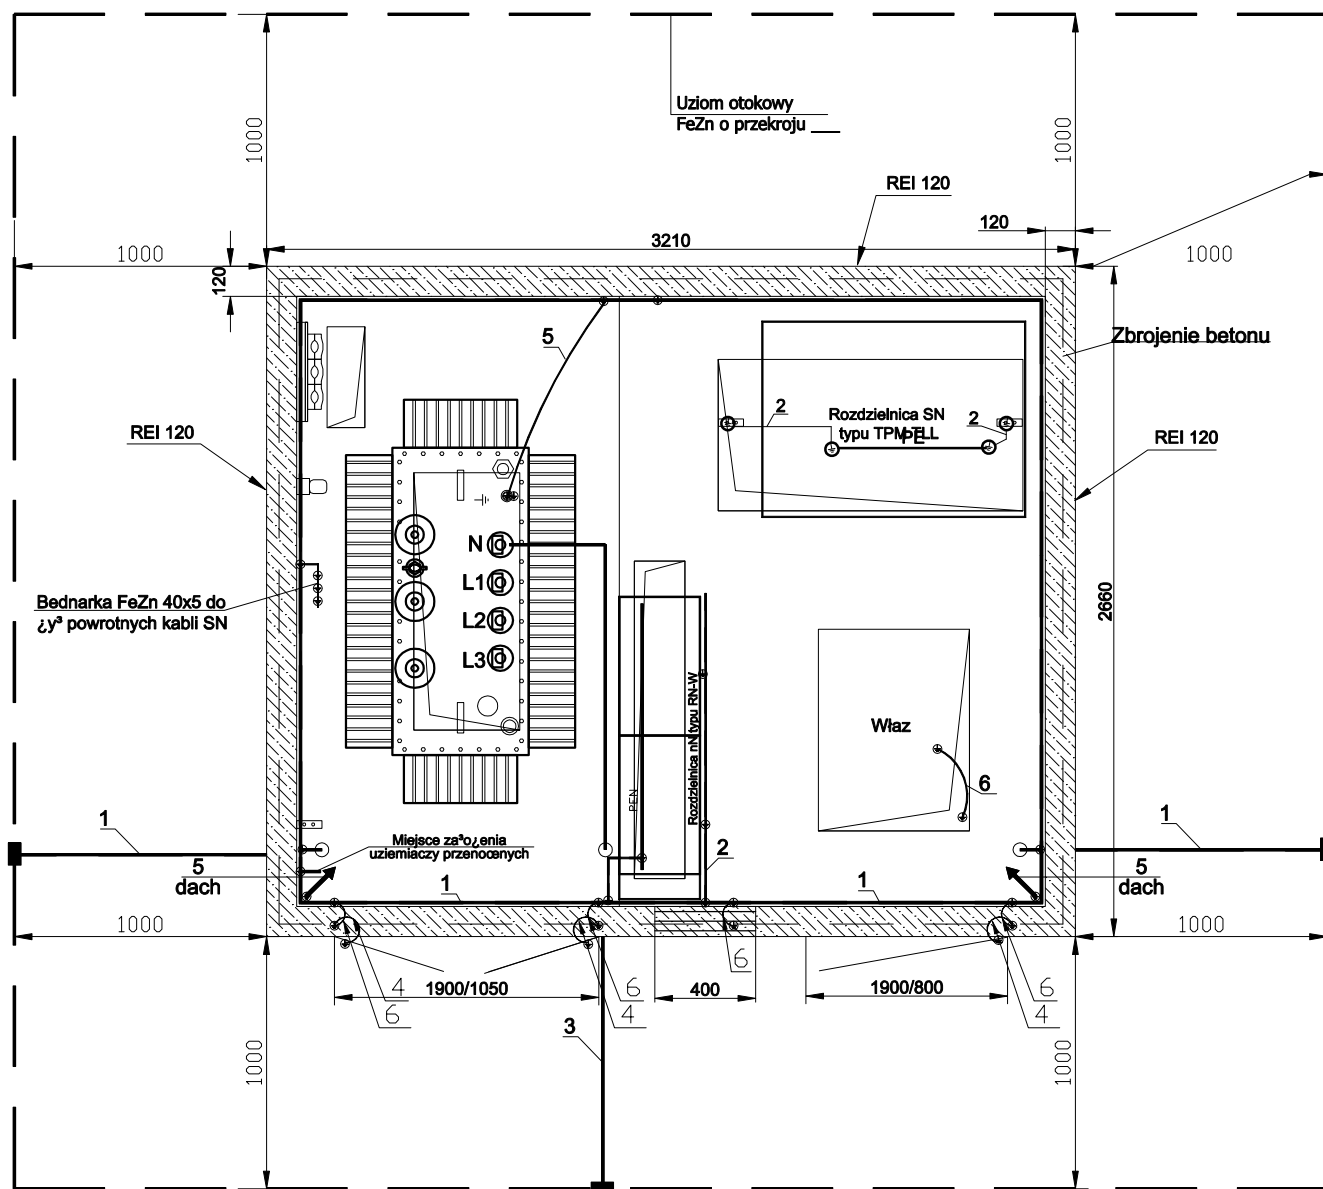 Uziom otokowy
FeZn o przekroju ___
1000
1000
REI 120
120
3210
1000
1000
120
Zbrojenie betonu
5
2
Rozdzielnica SN
typu TPM TLL
PE
2
REI 120
REI 120
N
L1
L2
L3
Bednarka FeZn 40x5 do
¿y³ powrotnych kabli SN
2660
Rozdzielnica nN typu RN-W
PEN
Właz
6
1
1
Miejsce za³o¿enia
uziemiaczy przenoœnych
2
5
dach
5
dach
1
1
1000
1000
6
4
6
1900/1050
6
4
400
1900/800
6
4
3
1000
1000